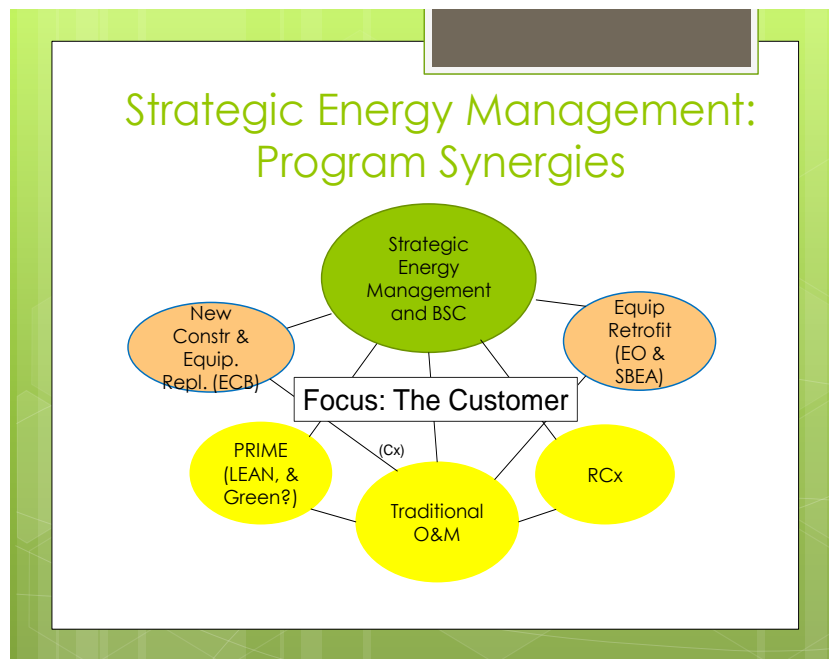 Strategic Energy Management:
Program Synergies
Strategic
Energy
Management
and BSC
New
Constr &
Equip.
Repl. (ECB)
Equip
Retrofit
(EO &
SBEA)
Focus: The Customer
PRIME
(LEAN, &
Green?)
(Cx)
Traditional
O&M
RCx